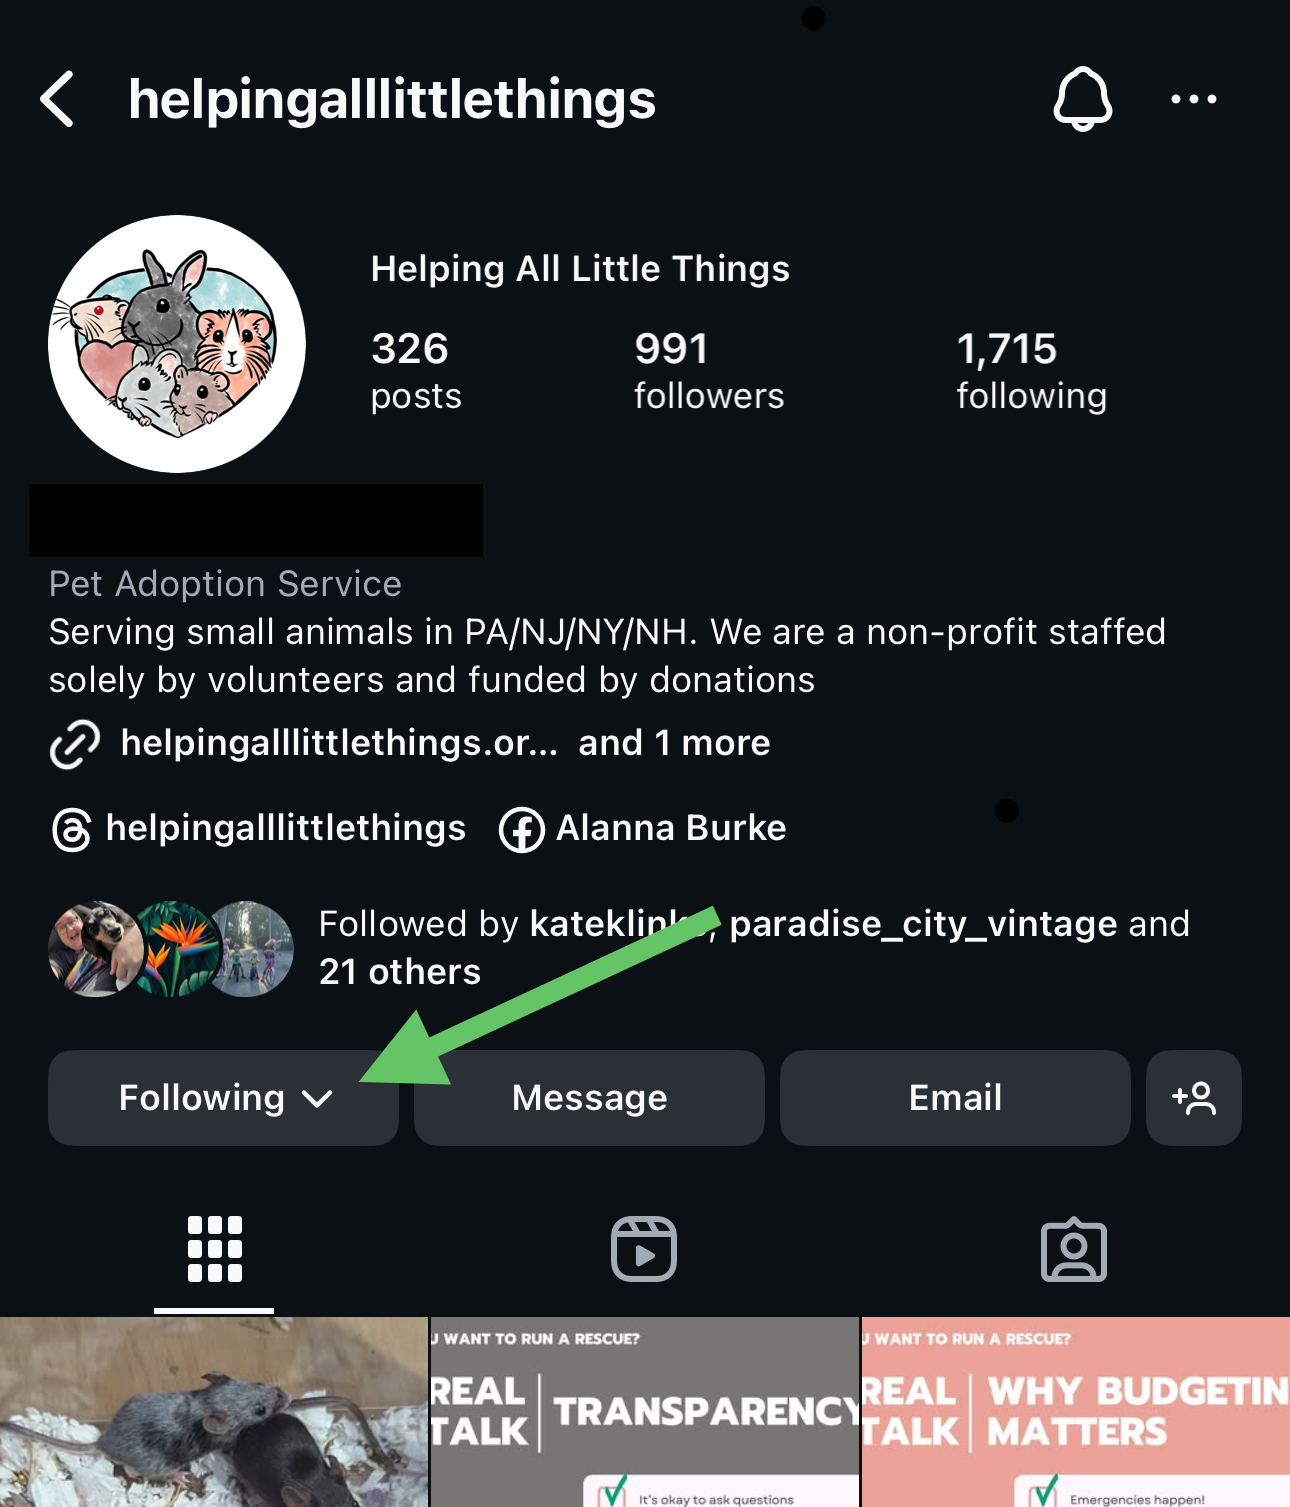 helpingalllittlethings
Helping All Little Things
326 991 1,715
posts followers following
Pet Adoption Service
Serving small animals in PA/NJ/NY/NH. We are a non-profit staffed
solely by volunteers and funded by donations
helpingalllittlethings.or... and 1 more
helpingalllittlethings Alanna Burke
Followed by , paradise_city_vintage and
21 others
Following Message Email
U WANT TO RUN A RESCUE? U WANT TO RUN A RESCUE?
REAL TRANSPARENCY REAL WHY BUDGETIN
TALK TALK MATTERS
It's okay to ask questions Emergencies happen!